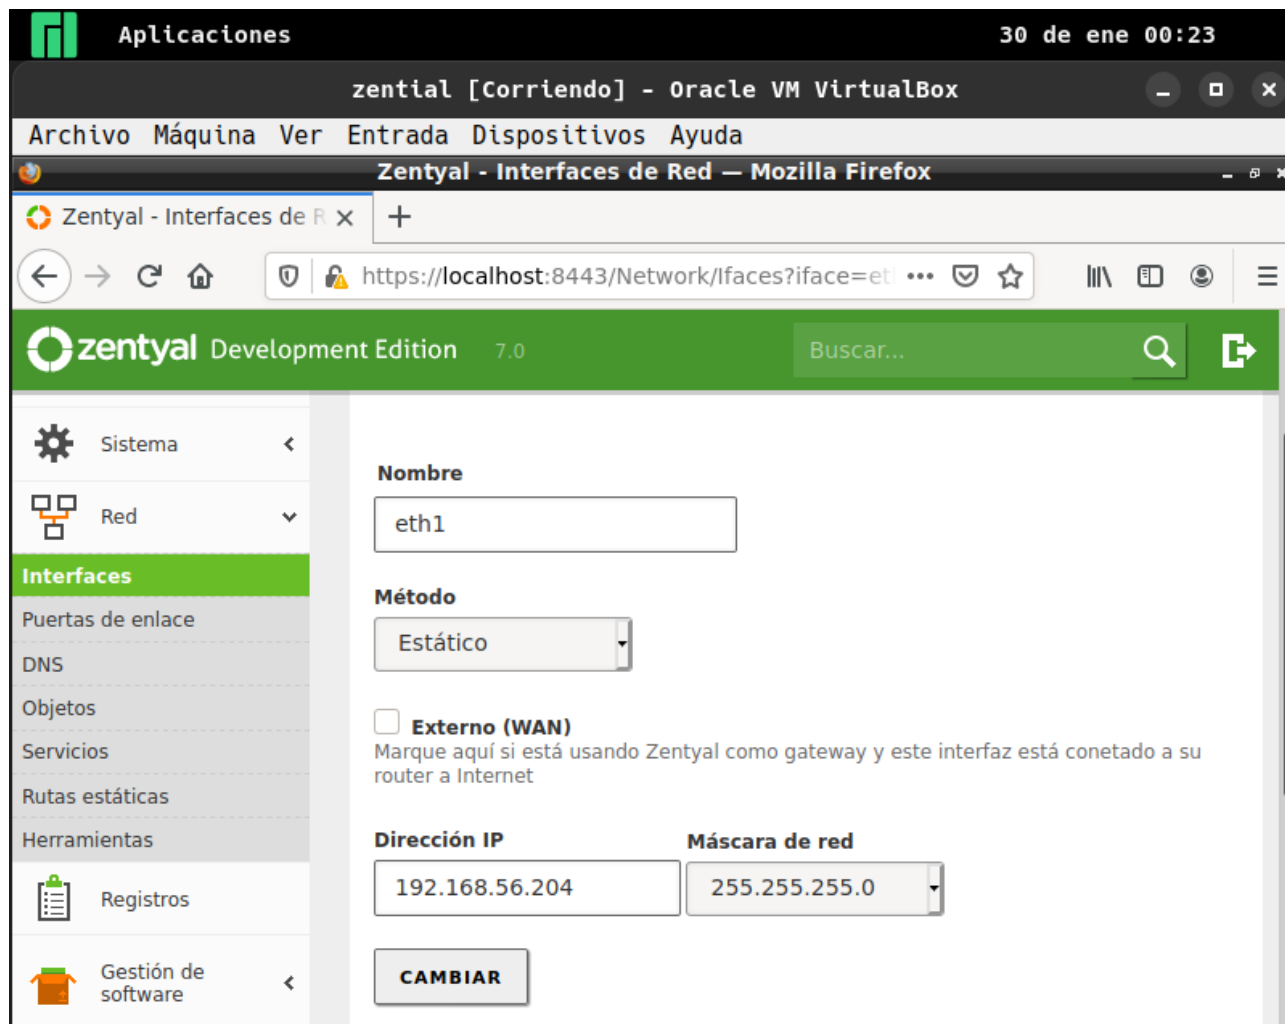 Aplicaciones 30 de ene 00:23
zential [Corriendo] - Oracle VM VirtualBox
Archivo Máquina Ver Entrada Dispositivos Ayuda
Zentyal - Interfaces de Red — Mozilla Firefox
Zentyal - Interfaces de R
https://localhost:8443/Network/Ifaces?iface=et
zentyal Development Edition 7.0 Buscar...
Sistema
Red
Interfaces
Puertas de enlace
DNS
Objetos
Servicios
Rutas estáticas
Herramientas
Registros
Gestión de
software
Nombre
eth1
Método
Estático
Externo (WAN)
Marque aquí si está usando Zentyal como gateway y este interfaz está conetado a su
router a Internet
Dirección IP Máscara de red
192.168.56.204 255.255.255.0
CAMBIAR